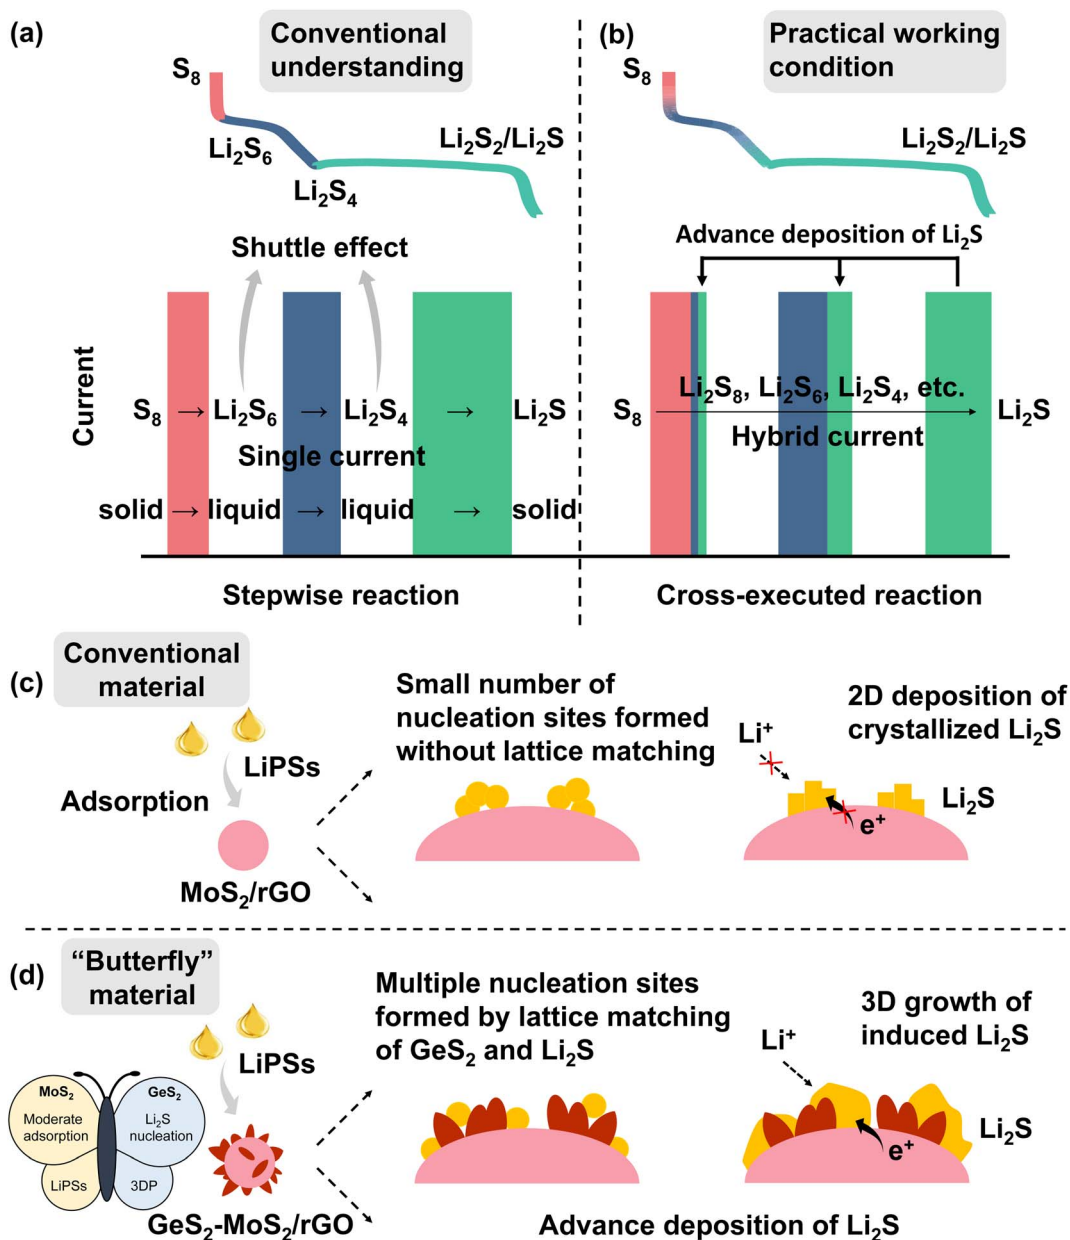 (a)
Conventional
understanding
S₈
Li₂S₆
Li₂S₄
Li₂S₂/Li₂S
Shuttle effect
Current
S₈ → Li₂S₆ → Li₂S₄ → Li₂S
Single current
solid → liquid → liquid → solid
Stepwise reaction
(b)
Practical working
condition
S₈
Li₂S₂/Li₂S
Advance deposition of Li₂S
Li₂S₈, Li₂S₆, Li₂S₄, etc.
S₈
Li₂S
Hybrid current
Cross-executed reaction
(c)
Conventional
material
LiPSs
Adsorption
MoS₂/rGO
Small number of
nucleation sites formed
without lattice matching
2D deposition of
crystallized Li₂S
Li⁺
Li₂S
e⁺
(d)
“Butterfly”
material
LiPSs
MoS₂
Moderate
adsorption
LiPSs
GeS₂
Li₂S
nucleation
3DP
GeS₂-MoS₂/rGO
Multiple nucleation sites
formed by lattice matching
of GeS₂ and Li₂S
3D growth of
induced Li₂S
Li⁺
Li₂S
e⁺
Advance deposition of Li₂S